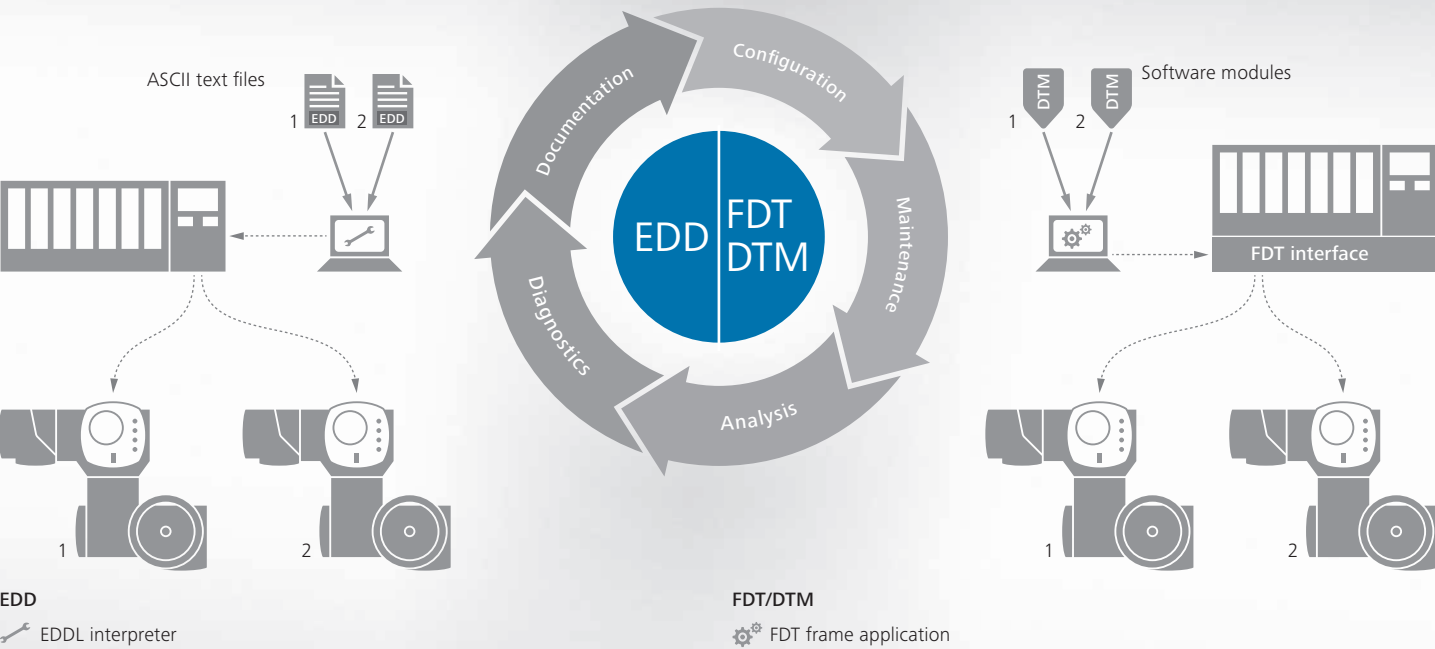 ASCII text files
1 EDD 2 EDD
Documentation
Configuration
Maintenance
Analysis
Diagnostics
EDD
FDT
DTM
DTM DTM Software modules
1 2
FDT interface
1 2
1 2
EDD
EDDL interpreter
FDT/DTM
FDT frame application